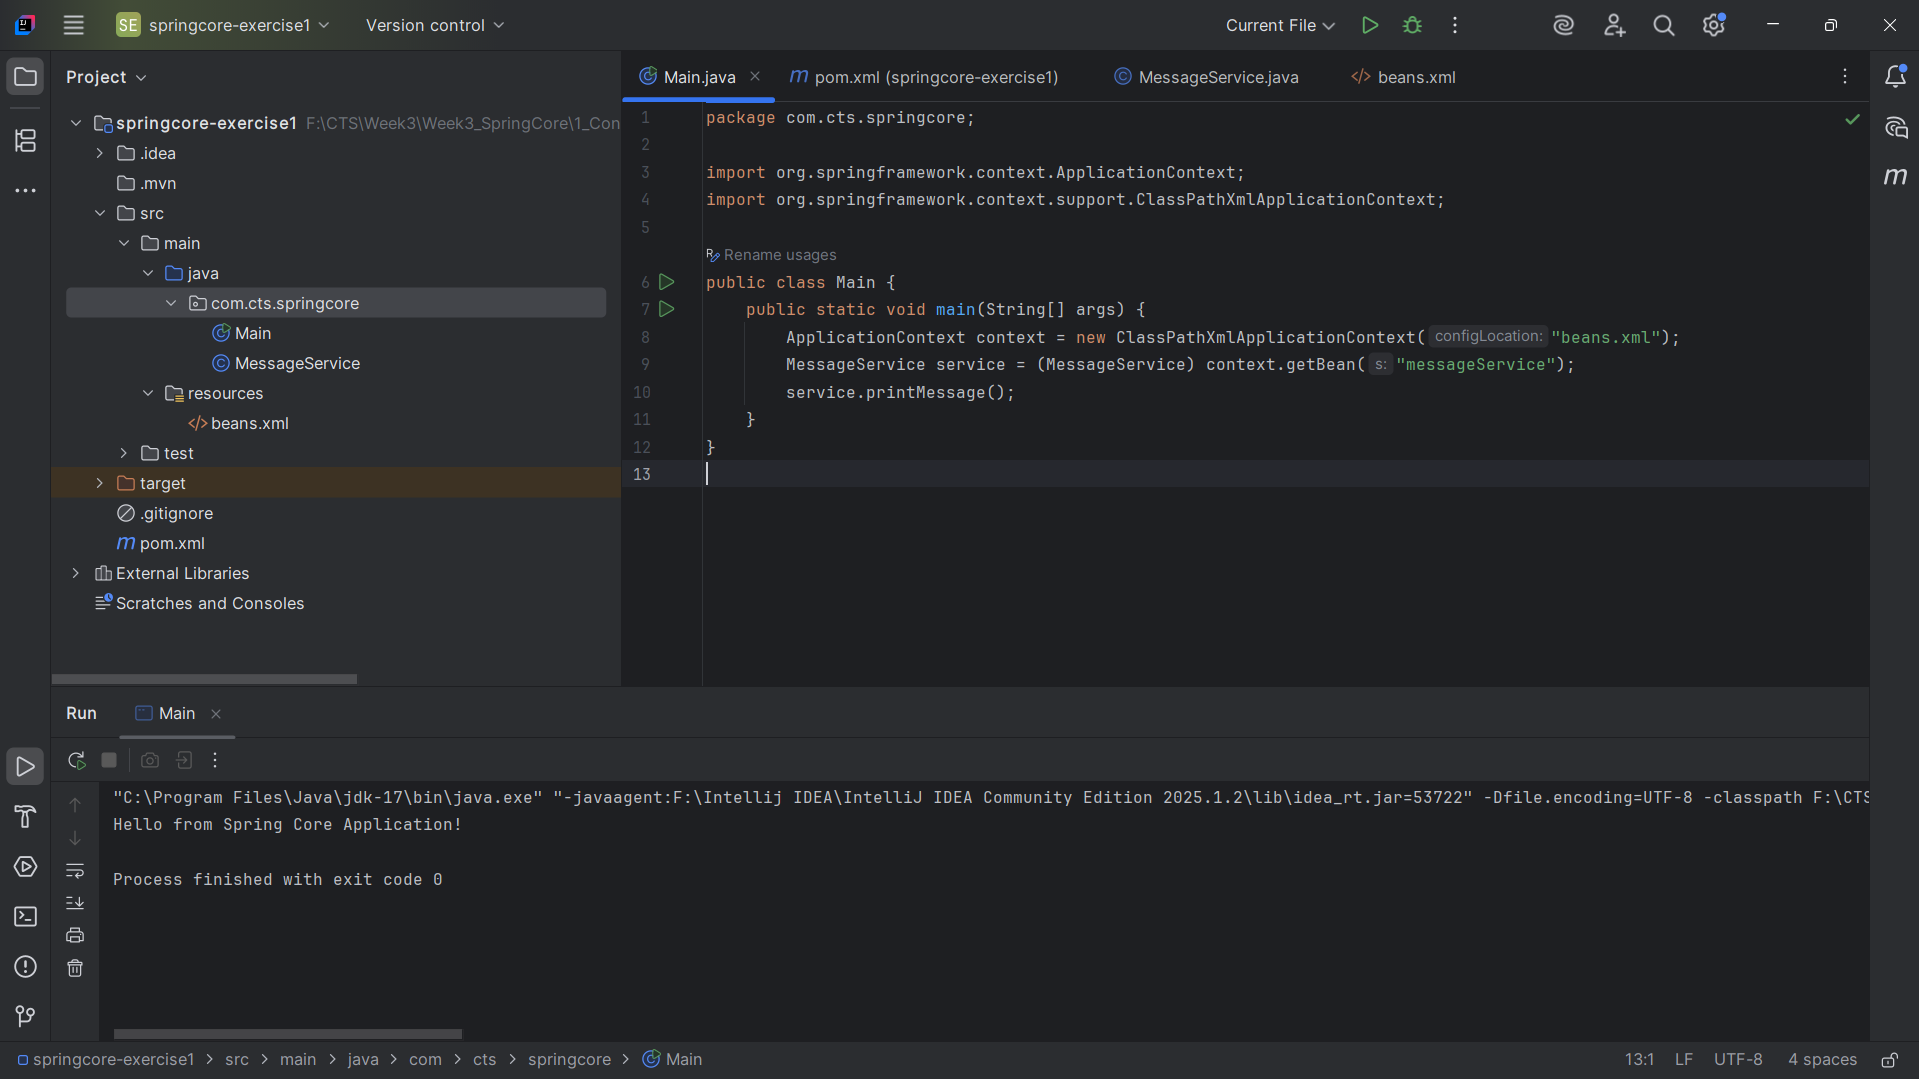 SE springcore-exercise1 Version control Current File
Project
springcore-exercise1 F:\CTS\Week3\Week3_SpringCore\1_Con
.idea
.mvn
src
main
java
com.cts.springcore
Main
MessageService
resources
beans.xml
test
target
.gitignore
pom.xml
External Libraries
Scratches and Consoles
Main.java pom.xml (springcore-exercise1) MessageService.java beans.xml
1 package com.cts.springcore;
2
3 import org.springframework.context.ApplicationContext;
4 import org.springframework.context.support.ClassPathXmlApplicationContext;
5
Rename usages
6 public class Main {
7 public static void main(String[] args) {
8 ApplicationContext context = new ClassPathXmlApplicationContext( configLocation: "beans.xml");
9 MessageService service = (MessageService) context.getBean( s: "messageService");
10 service.printMessage();
11 }
12 }
13
Run Main
"C:\Program Files\Java\jdk-17\bin\java.exe" "-javaagent:F:\Intellij IDEA\IntelliJ IDEA Community Edition 2025.1.2\lib\idea_rt.jar=53722" -Dfile.encoding=UTF-8 -classpath F:\CTS
Hello from Spring Core Application!
Process finished with exit code 0
springcore-exercise1 > src > main > java > com > cts > springcore > Main 13:1 LF UTF-8 4 spaces